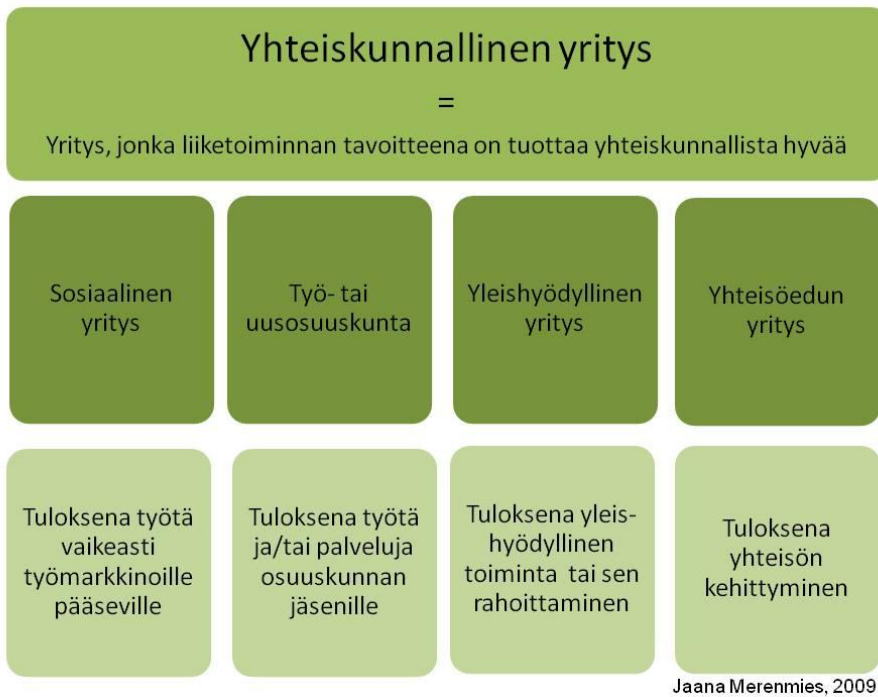 Yhteiskunnallinen yritys
=
Yritys, jonka liiketoiminnan tavoitteena on tuottaa yhteiskunnallista hyvää
Sosiaalinen
yritys
Työ- tai
uusosuuskunta
Yleishyödyllinen
yritys
Yhteisöedun
yritys
Tuloksena työtä
vaikeasti
työmarkkinoille
pääseville
Tuloksena työtä
ja/tai palveluja
osuuskunnan
jäsenille
Tuloksena yleis-
hyödyllinen
toiminta tai sen
rahoittaminen
Tuloksena
yhteisön
kehittyminen
Jaana Merenmies, 2009